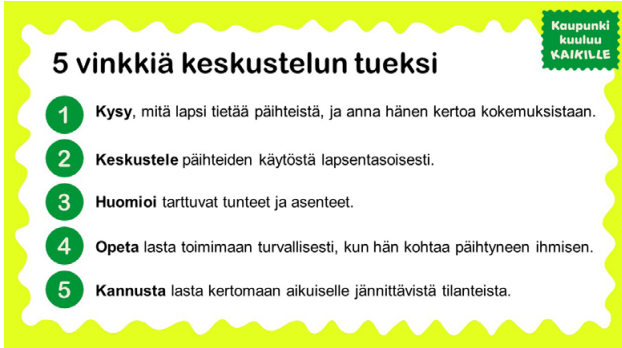 Kaupunki
kuuluu
KAIKILLE
5 vinkkiä keskustelun tueksi
1 Kysy, mitä lapsi tietää päihteistä, ja anna hänen kertoa kokemuksistaan.
2 Keskustele päihteiden käytöstä lapsentasoisesti.
3 Huomioi tarttuvat tunteet ja asenteet.
4 Opeta lasta toimimaan turvallisesti, kun hän kohtaa päihtyneen ihmisen.
5 Kannusta lasta kertomaan aikuiselle jännittävistä tilanteista.